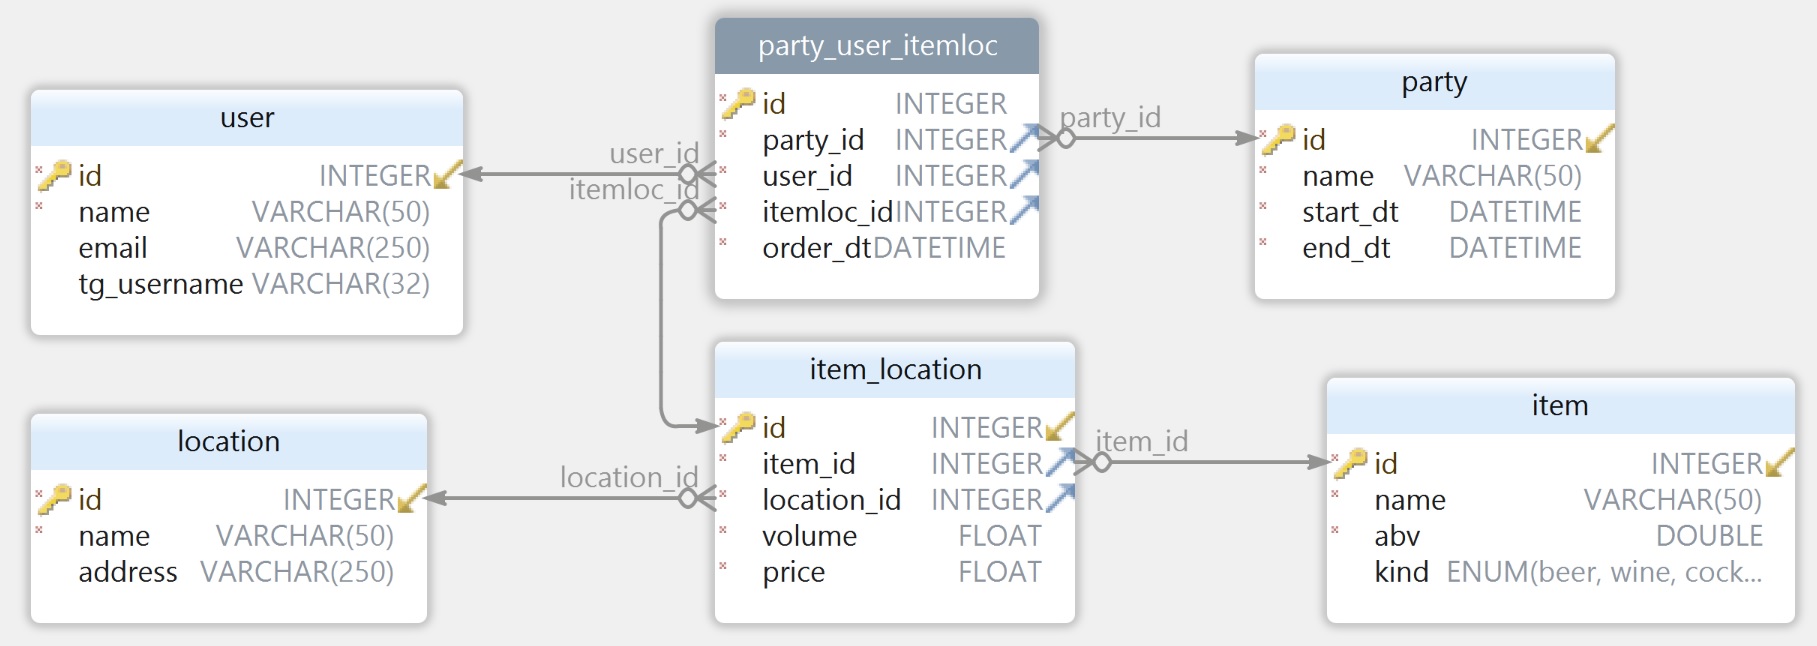 party_user_itemloc
id INTEGER
party_id INTEGER
user_id INTEGER
itemloc_id INTEGER
order_dt DATETIME
party_id
party
id INTEGER
name VARCHAR(50)
start_dt DATETIME
end_dt DATETIME
user
id INTEGER
name VARCHAR(50)
email VARCHAR(250)
tg_username VARCHAR(32)
user_id
itemloc_id
item_location
id INTEGER
item_id INTEGER
location_id INTEGER
volume FLOAT
price FLOAT
item_id
item
id INTEGER
name VARCHAR(50)
abv DOUBLE
kind ENUM(beer, wine, cock...
location
id INTEGER
name VARCHAR(50)
address VARCHAR(250)
location_id